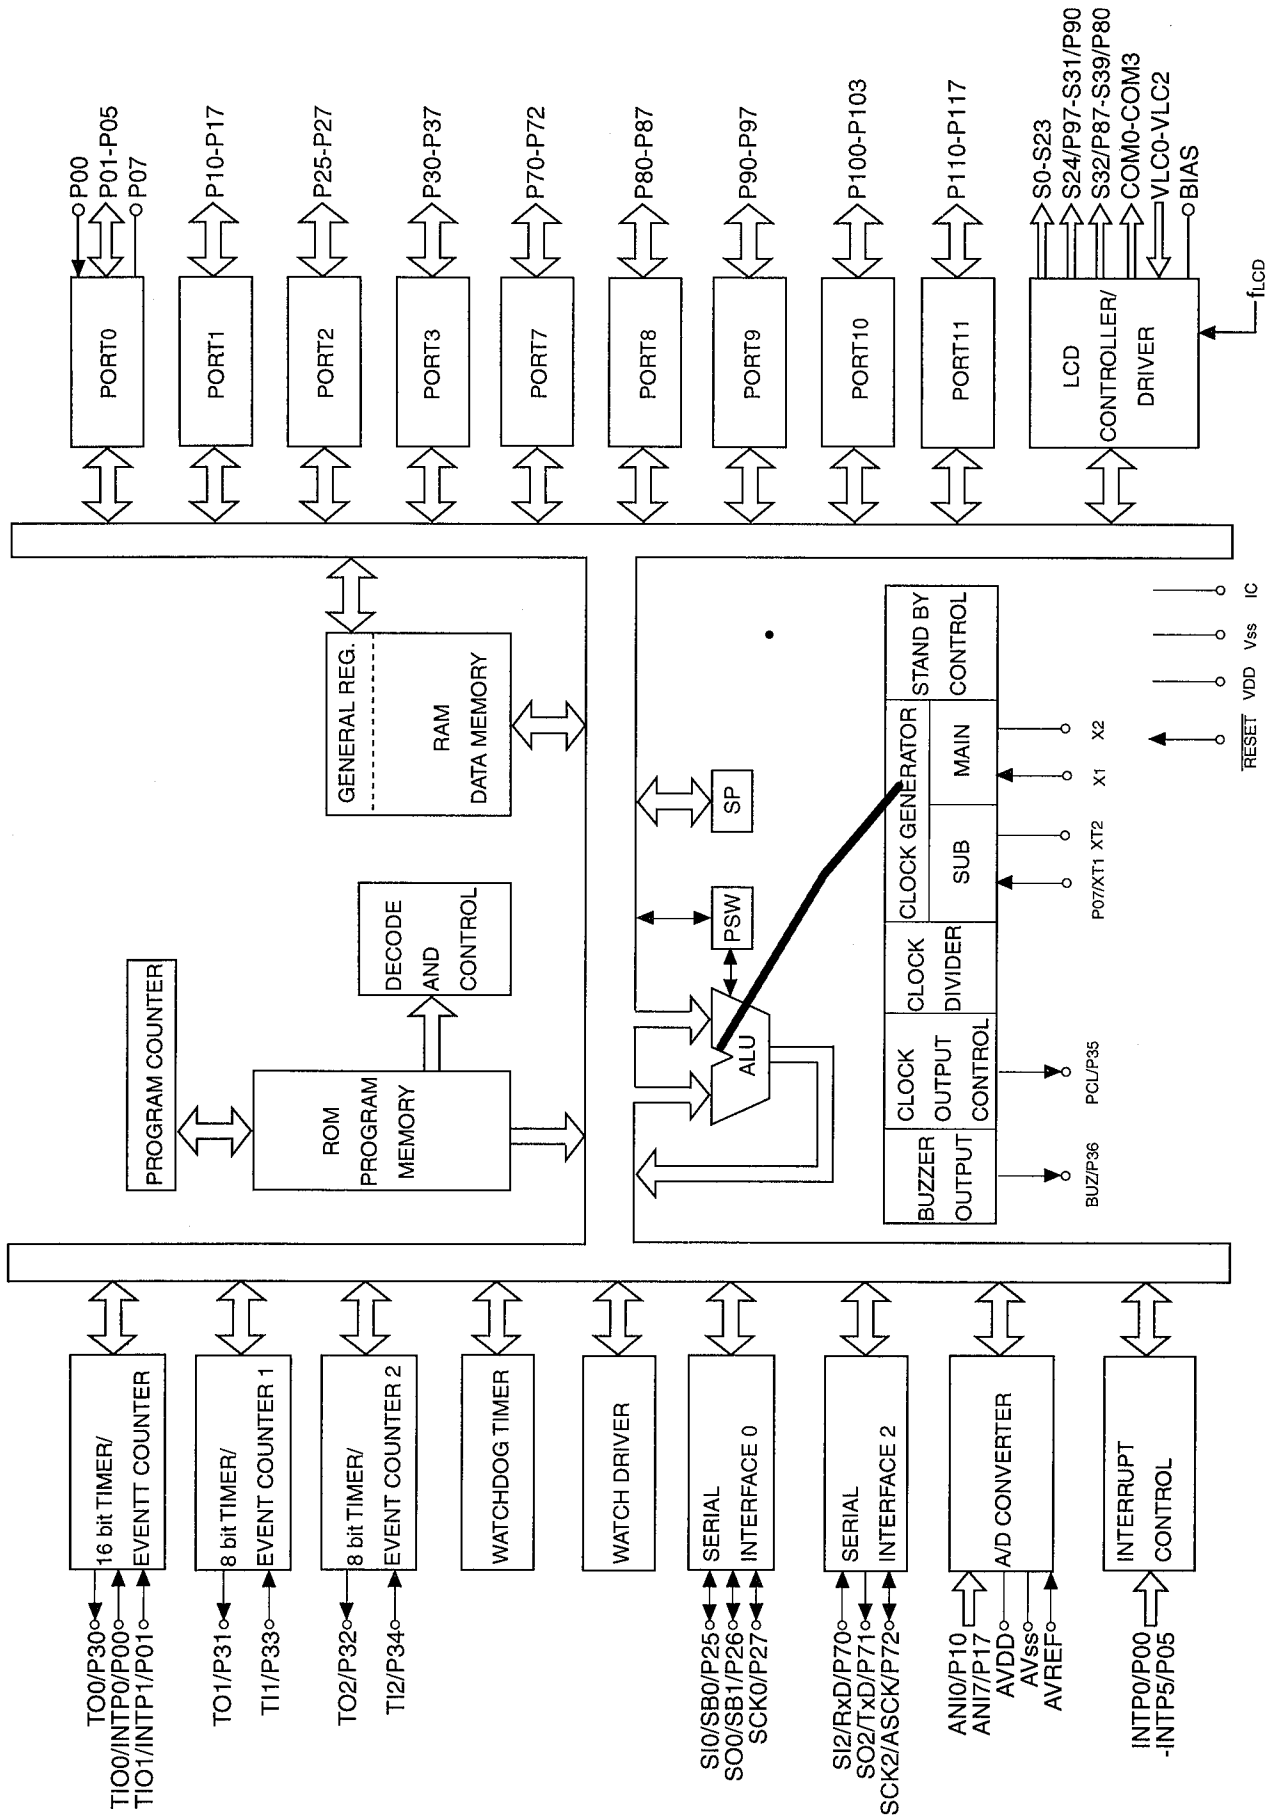 TO0/P30
TIO0/INTP0/P00
TIO1/INTP1/P01
16 bit TIMER/
EVENTT COUNTER
TO1/P31
TI1/P33
8 bit TIMER/
EVENT COUNTER 1
TO2/P32
TI2/P34
8 bit TIMER/
EVENT COUNTER 2
WATCHDOG TIMER
WATCH DRIVER
SI0/SB0/P25
SO0/SB1/P26
SCK0/P27
SERIAL
INTERFACE 0
SI2/RxD/P70
SO2/TxD/P71
SCK2/ASCK/P72
SERIAL
INTERFACE 2
ANI0/P10
ANI7/P17
AVDD
AVss
AVREF
A/D CONVERTER
INTP0/P00
-INTP5/P05
INTERRUPT
CONTROL
PROGRAM COUNTER
ROM
PROGRAM
MEMORY
DECODE
AND
CONTROL
GENERAL REG.
RAM
DATA MEMORY
ALU
PSW
SP
BUZZER
OUTPUT
CLOCK
OUTPUT
CONTROL
CLOCK
DIVIDER
CLOCK GENERATOR
SUB
MAIN
STAND BY
CONTROL
BUZ/P36
PCL/P35
P07/XT1
XT2
X1
X2
RESET
VDD
Vss
IC
PORT0
P00
P01-P05
P07
PORT1
P10-P17
PORT2
P25-P27
PORT3
P30-P37
PORT7
P70-P72
PORT8
P80-P87
PORT9
P90-P97
PORT10
P100-P103
PORT11
P110-P117
LCD
CONTROLLER/
DRIVER
S0-S23
S24/P97-S31/P90
S32/P87-S39/P80
COM0-COM3
VLC0-VLC2
BIAS
fLCD